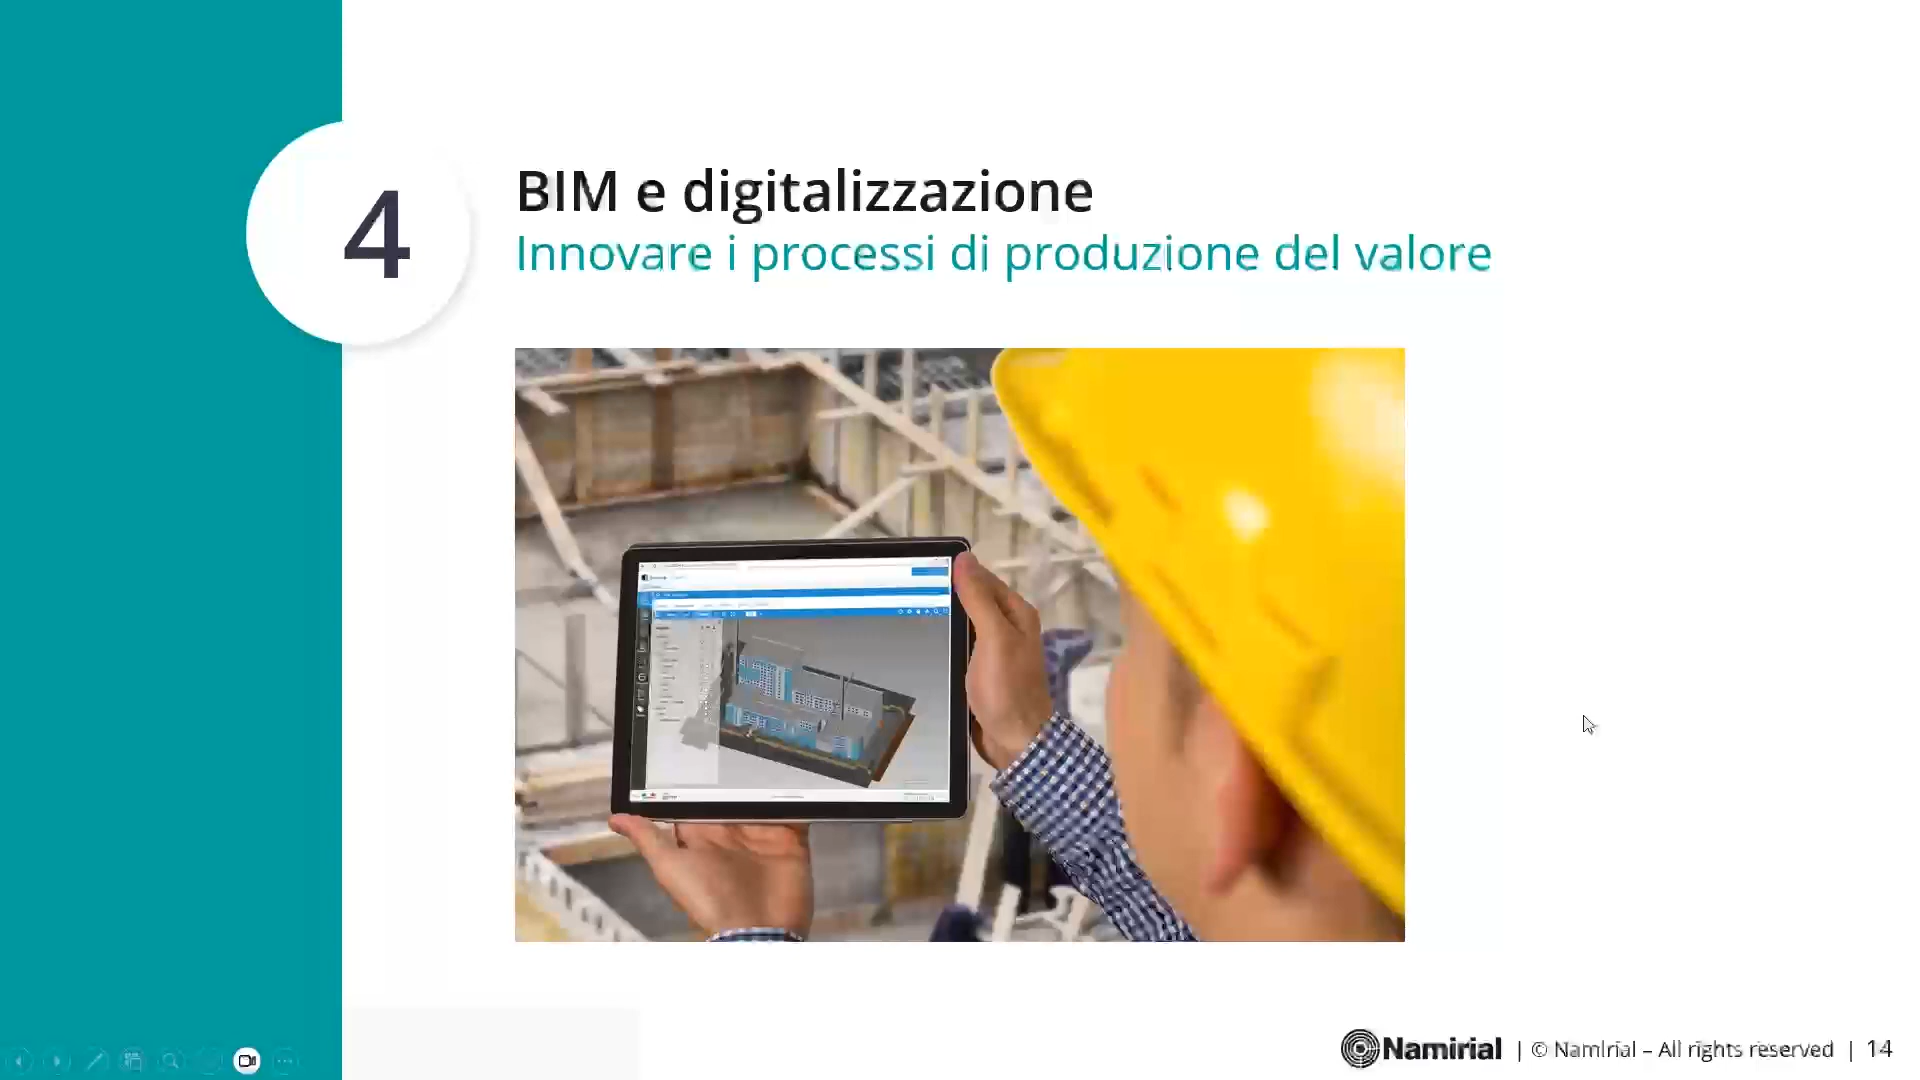 4
BIM e digitalizzazione
Innovare i processi di produzione del valore
Namirial | © Namirial – All rights reserved | 14